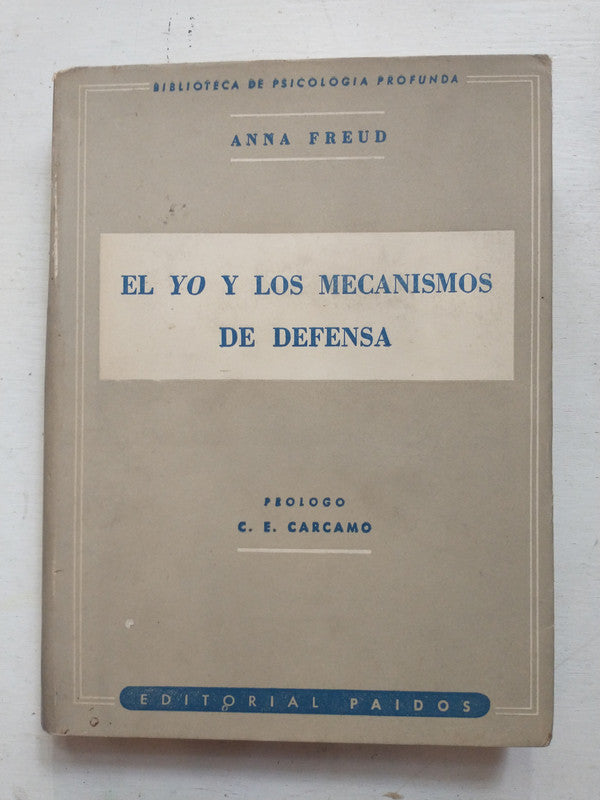 BIBLIOTECA DE PSICOLOGIA PROFUNDA
ANNA FREUD
EL YO Y LOS MECANISMOS
DE DEFENSA
PROLOGO
C. E. CARCAMO
EDITORIAL PAIDOS